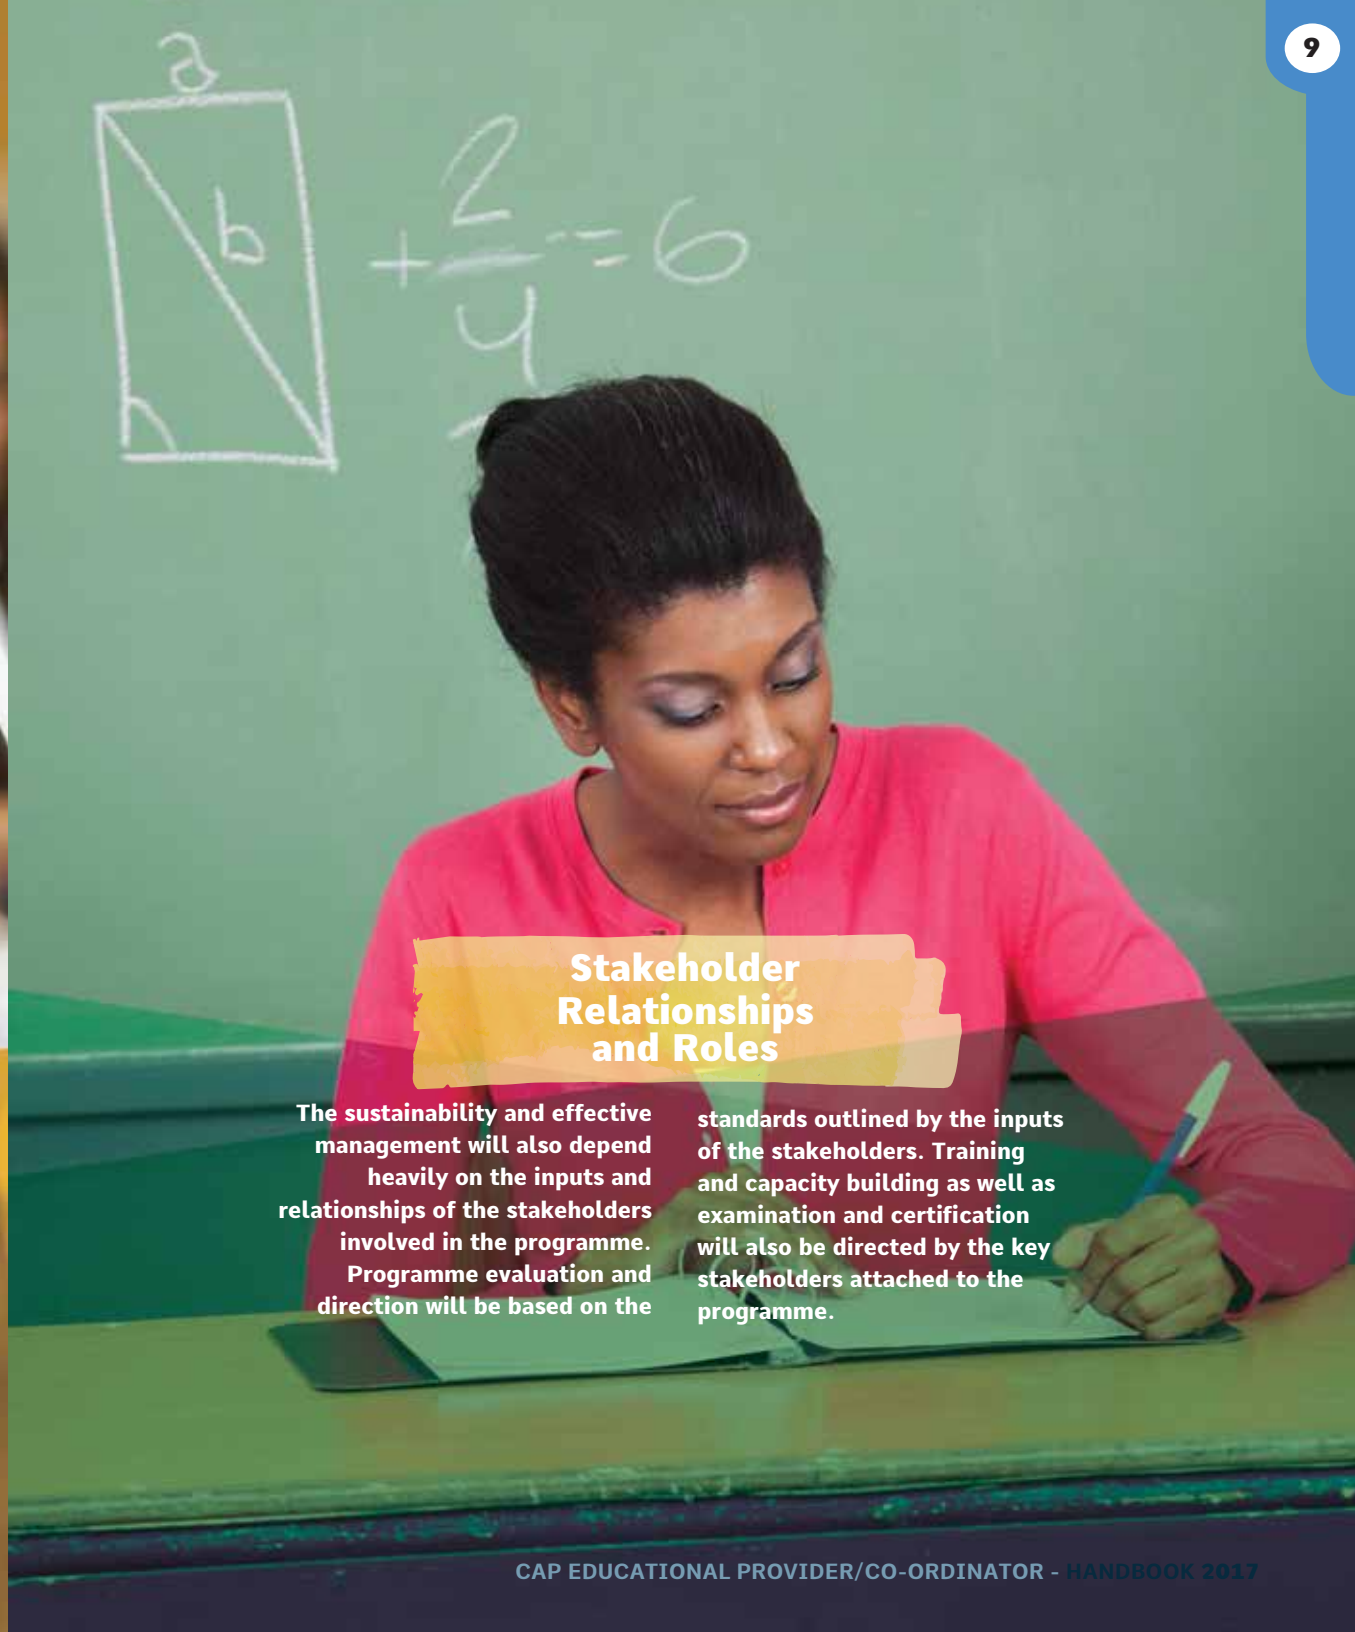 9
a
b
+ 2/4 = 6
Stakeholder
Relationships
and Roles
The sustainability and effective
management will also depend
heavily on the inputs and
relationships of the stakeholders
involved in the programme.
Programme evaluation and
direction will be based on the
standards outlined by the inputs
of the stakeholders. Training
and capacity building as well as
examination and certification
will also be directed by the key
stakeholders attached to the
programme.
CAP EDUCATIONAL PROVIDER/CO-ORDINATOR - HANDBOOK 2017